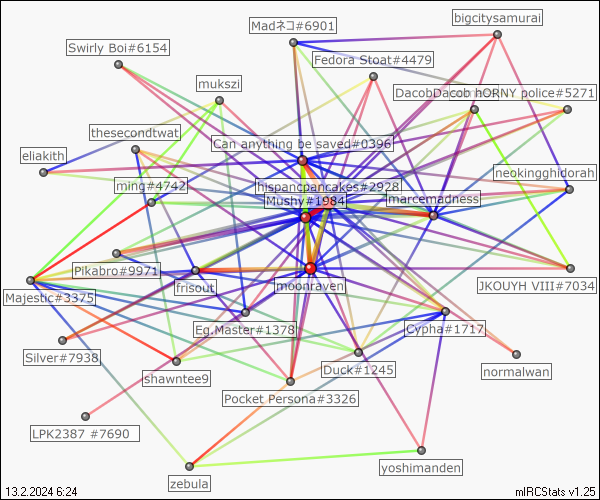 bigcitysamurai
Madネコ#6901
Swirly Boi#6154
Fedora Stoat#4479
mukszi
DacobDacob
hORNY police#5271
thesecondtwat
Can anything be saved#0396
eliakith
neokingghidorah
ming#4742
hispancpancakes#2928
Mushy#1984
marcemadness
Pikabro#9971
frisout
moonraven
JKOUYH VIII#7034
Majestic#3375
Eg.Master#1378
Cypha#1717
Silver#7938
shawntee9
Duck#1245
normalwan
Pocket Persona#3326
LPK2387 #7690
yoshimanden
zebula
13.2.2024 6:24
mIRCStats v1.25